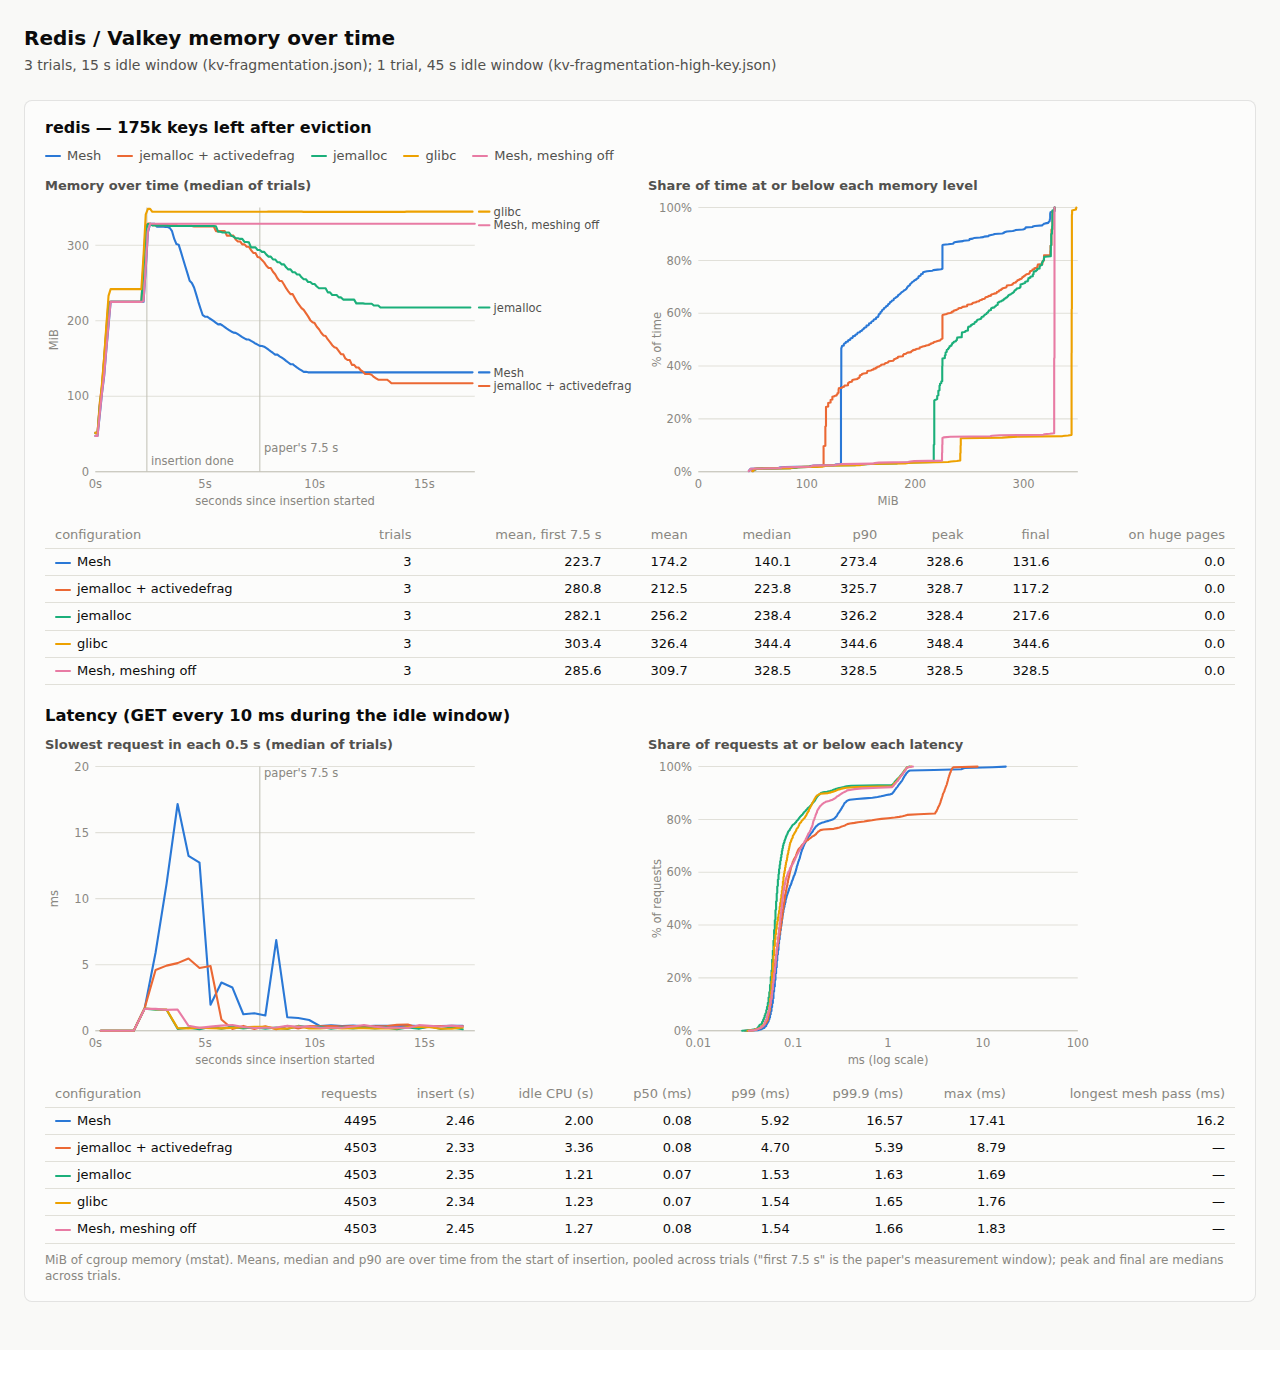 Redis / Valkey memory over time
3 trials, 15 s idle window (kv-fragmentation.json); 1 trial, 45 s idle window (kv-fragmentation-high-key.json)
redis — 175k keys left after eviction
Mesh jemalloc + activedefrag jemalloc glibc Mesh, meshing off
Memory over time (median of trials)
300
200
100
0
MiB
0s 5s 10s 15s
seconds since insertion started
insertion done
paper's 7.5 s
glibc
Mesh, meshing off
jemalloc
Mesh
jemalloc + activedefrag
Share of time at or below each memory level
100%
80%
60%
40%
20%
0%
% of time
0 100 200 300
MiB
configuration trials mean, first 7.5 s mean median p90 peak final on huge pages
Mesh 3 223.7 174.2 140.1 273.4 328.6 131.6 0.0
jemalloc + activedefrag 3 280.8 212.5 223.8 325.7 328.7 117.2 0.0
jemalloc 3 282.1 256.2 238.4 326.2 328.4 217.6 0.0
glibc 3 303.4 326.4 344.4 344.6 348.4 344.6 0.0
Mesh, meshing off 3 285.6 309.7 328.5 328.5 328.5 328.5 0.0
Latency (GET every 10 ms during the idle window)
Slowest request in each 0.5 s (median of trials)
20
15
10
5
0
ms
paper's 7.5 s
0s 5s 10s 15s
seconds since insertion started
Share of requests at or below each latency
100%
80%
60%
40%
20%
0%
% of requests
0.01 0.1 1 10 100
ms (log scale)
configuration requests insert (s) idle CPU (s) p50 (ms) p99 (ms) p99.9 (ms) max (ms) longest mesh pass (ms)
Mesh 4495 2.46 2.00 0.08 5.92 16.57 17.41 16.2
jemalloc + activedefrag 4503 2.33 3.36 0.08 4.70 5.39 8.79 —
jemalloc 4503 2.35 1.21 0.07 1.53 1.63 1.69 —
glibc 4503 2.34 1.23 0.07 1.54 1.65 1.76 —
Mesh, meshing off 4503 2.45 1.27 0.08 1.54 1.66 1.83 —
MiB of cgroup memory (mstat). Means, median and p90 are over time from the start of insertion, pooled across trials ("first 7.5 s" is the paper's measurement window); peak and final are medians
across trials.